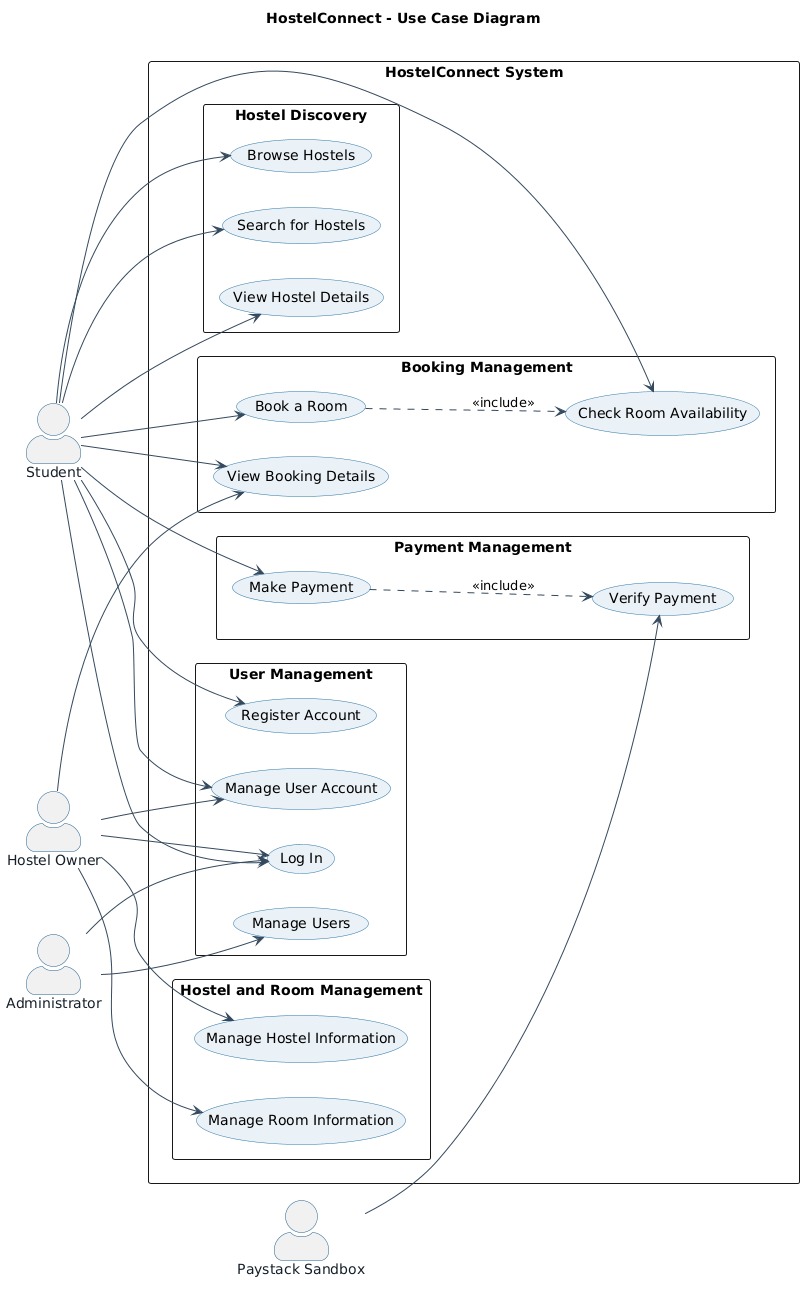 HostelConnect - Use Case Diagram
HostelConnect System
Hostel Discovery
Browse Hostels
Search for Hostels
View Hostel Details
Booking Management
Book a Room
«include»
Check Room Availability
View Booking Details
Student
Payment Management
Make Payment
«include»
Verify Payment
User Management
Register Account
Manage User Account
Log In
Hostel Owner
Manage Users
Administrator
Hostel and Room Management
Manage Hostel Information
Manage Room Information
Paystack Sandbox